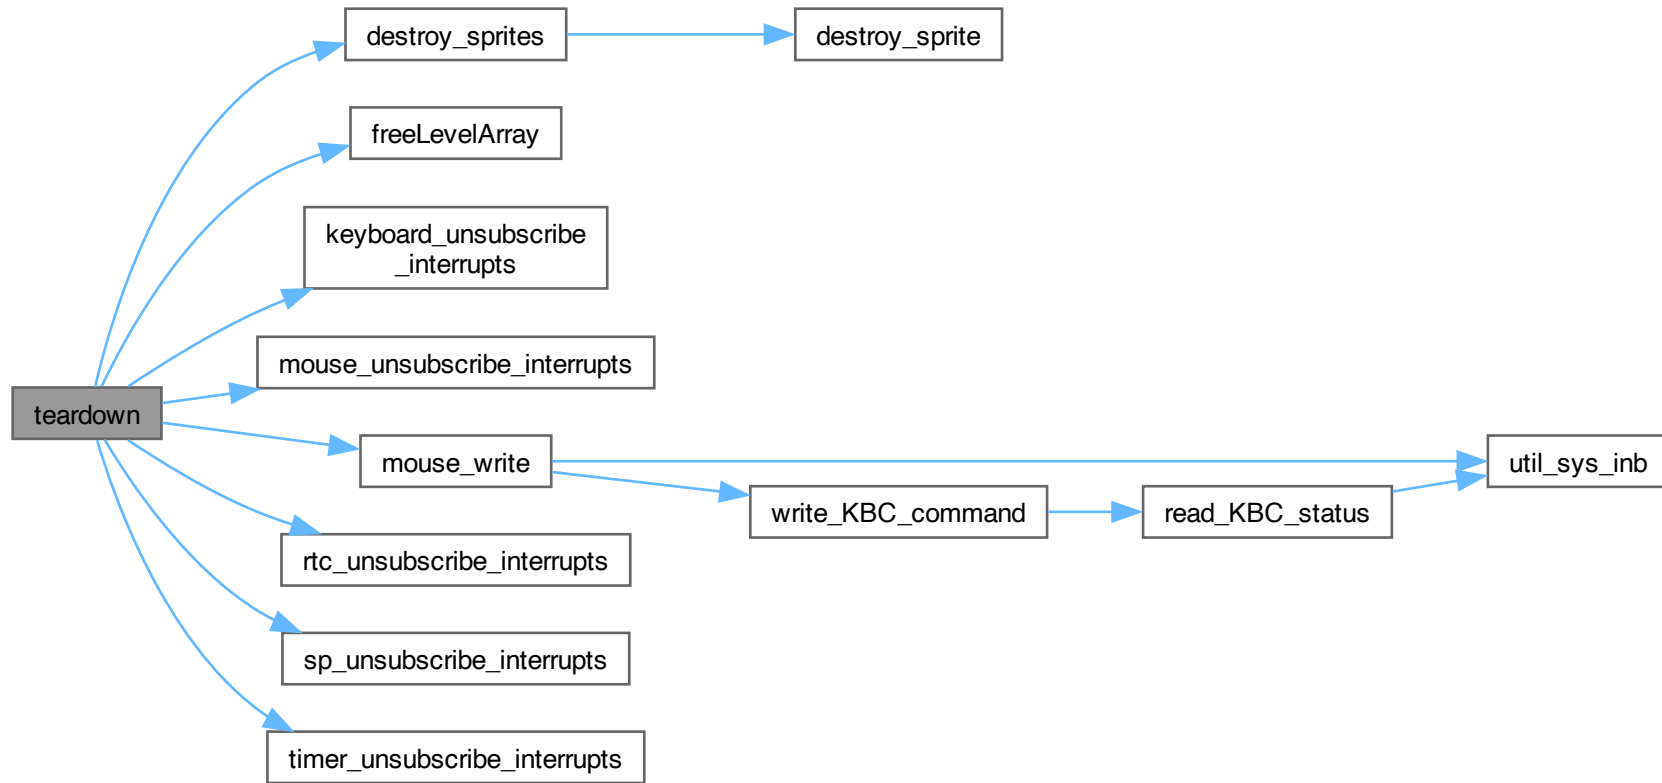 destroy_sprites
destroy_sprite
freeLevelArray
keyboard_unsubscribe
_interrupts
mouse_unsubscribe_interrupts
teardown
mouse_write
util_sys_inb
write_KBC_command
read_KBC_status
rtc_unsubscribe_interrupts
sp_unsubscribe_interrupts
timer_unsubscribe_interrupts